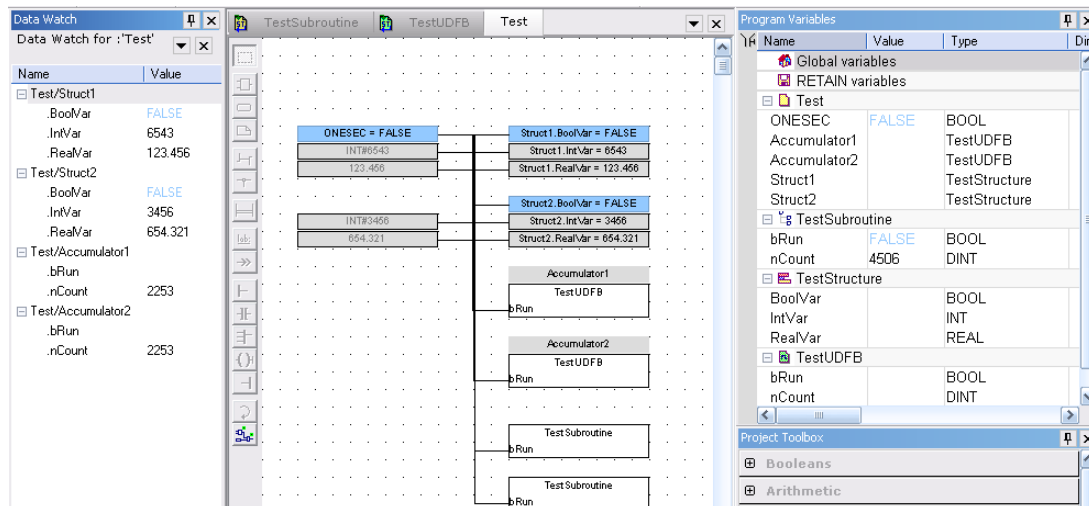 Data Watch
Data Watch for :'Test'
Name Value
Test/Struct1
.BoolVar FALSE
.IntVar 6543
.RealVar 123.456
Test/Struct2
.BoolVar FALSE
.IntVar 3456
.RealVar 654.321
Test/Accumulator1
.bRun
.nCount 2253
Test/Accumulator2
.bRun
.nCount 2253
TestSubroutine TestUDFB Test
ONESEC = FALSE Struct1.BoolVar = FALSE
INT#6543 Struct1.IntVar = 6543
123.456 Struct1.RealVar = 123.456
Struct2.BoolVar = FALSE
INT#3456 Struct2.IntVar = 3456
654.321 Struct2.RealVar = 654.321
Accumulator1
TestUDFB
bRun
Accumulator2
TestUDFB
bRun
TestSubroutine
bRun
TestSubroutine
bRun
Program Variables
Name Value Type Dir
Global variables
RETAIN variables
Test
ONESEC FALSE BOOL
Accumulator1 TestUDFB
Accumulator2 TestUDFB
Struct1 TestStructure
Struct2 TestStructure
TestSubroutine
bRun FALSE BOOL
nCount 4506 DINT
TestStructure
BoolVar BOOL
IntVar INT
RealVar REAL
TestUDFB
bRun BOOL
nCount DINT
Project Toolbox
Booleans
Arithmetic